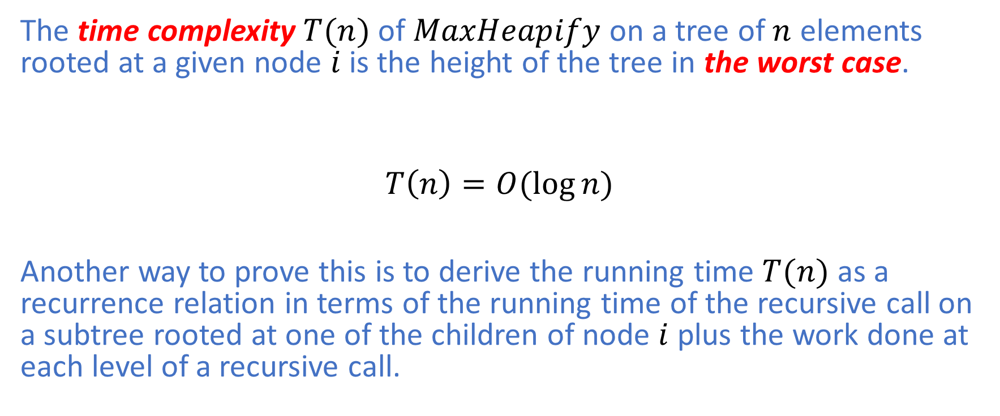 The time complexity T(n) of MaxHeapify on a tree of n elements
rooted at a given node i is the height of the tree in the worst case.
T(n) = O(log n)
Another way to prove this is to derive the running time T(n) as a
recurrence relation in terms of the running time of the recursive call on
a subtree rooted at one of the children of node i plus the work done at
each level of a recursive call.